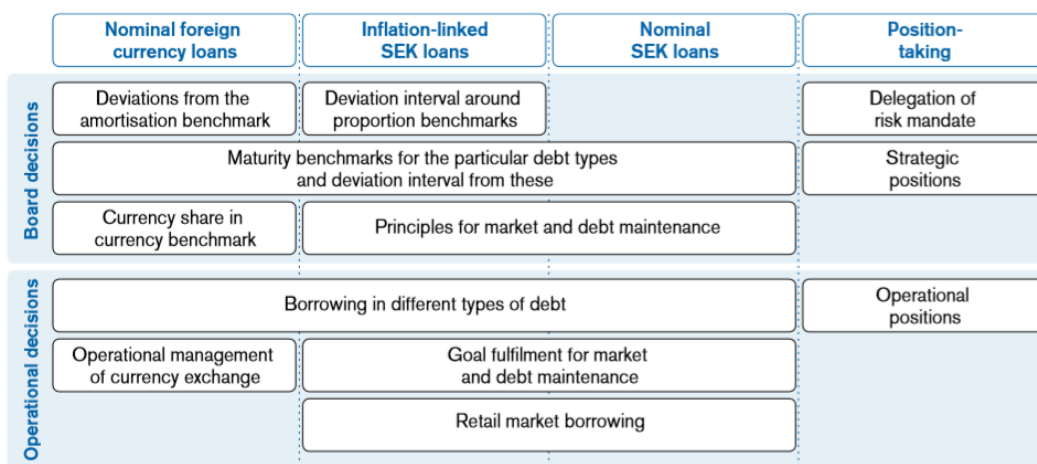 Nominal foreign
currency loans
Inflation-linked
SEK loans
Nominal
SEK loans
Position-
taking
Board decisions
Deviations from the
amortisation benchmark
Deviation interval around
proportion benchmarks
Delegation of
risk mandate
Maturity benchmarks for the particular debt types
and deviation interval from these
Strategic
positions
Currency share in
currency benchmark
Principles for market and debt maintenance
Operational decisions
Borrowing in different types of debt
Operational
positions
Operational management
of currency exchange
Goal fulfilment for market
and debt maintenance
Retail market borrowing